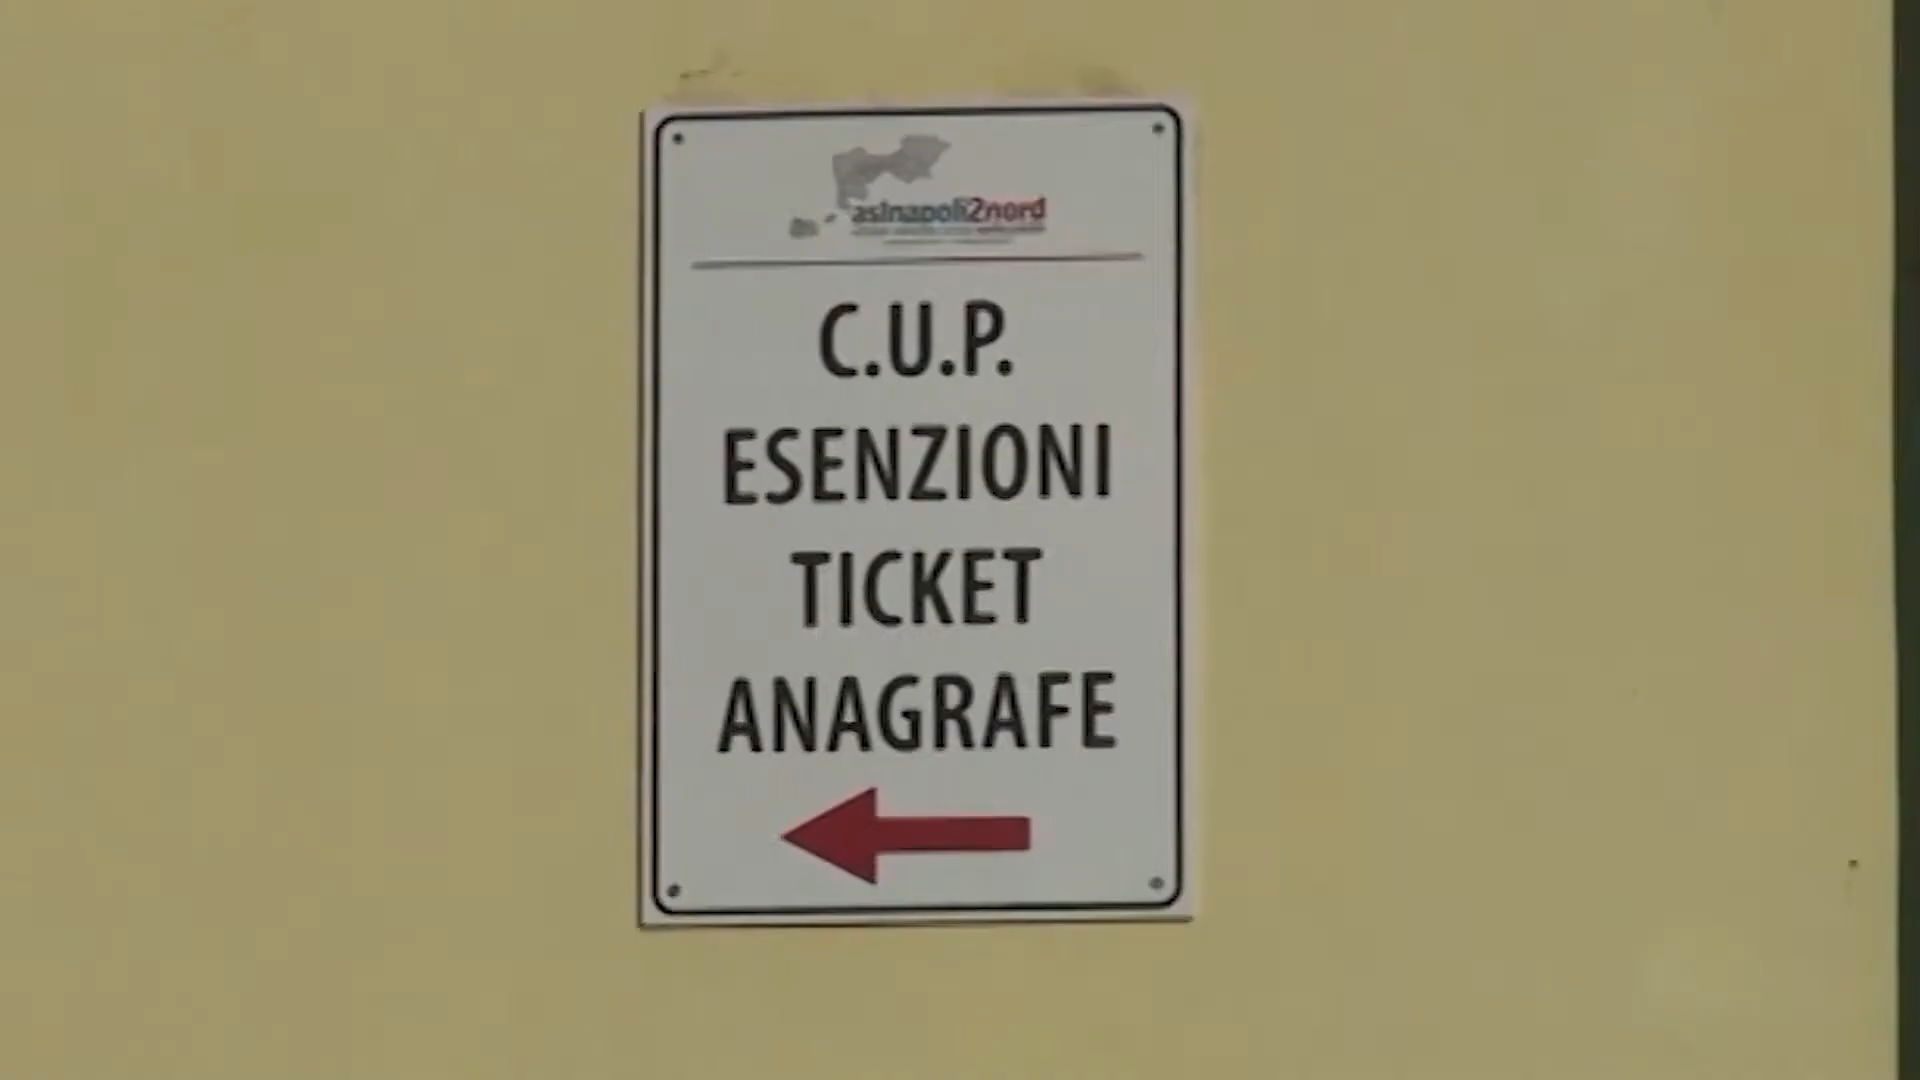 aslnapoli2nord
C.U.P.
ESENZIONI
TICKET
ANAGRAFE